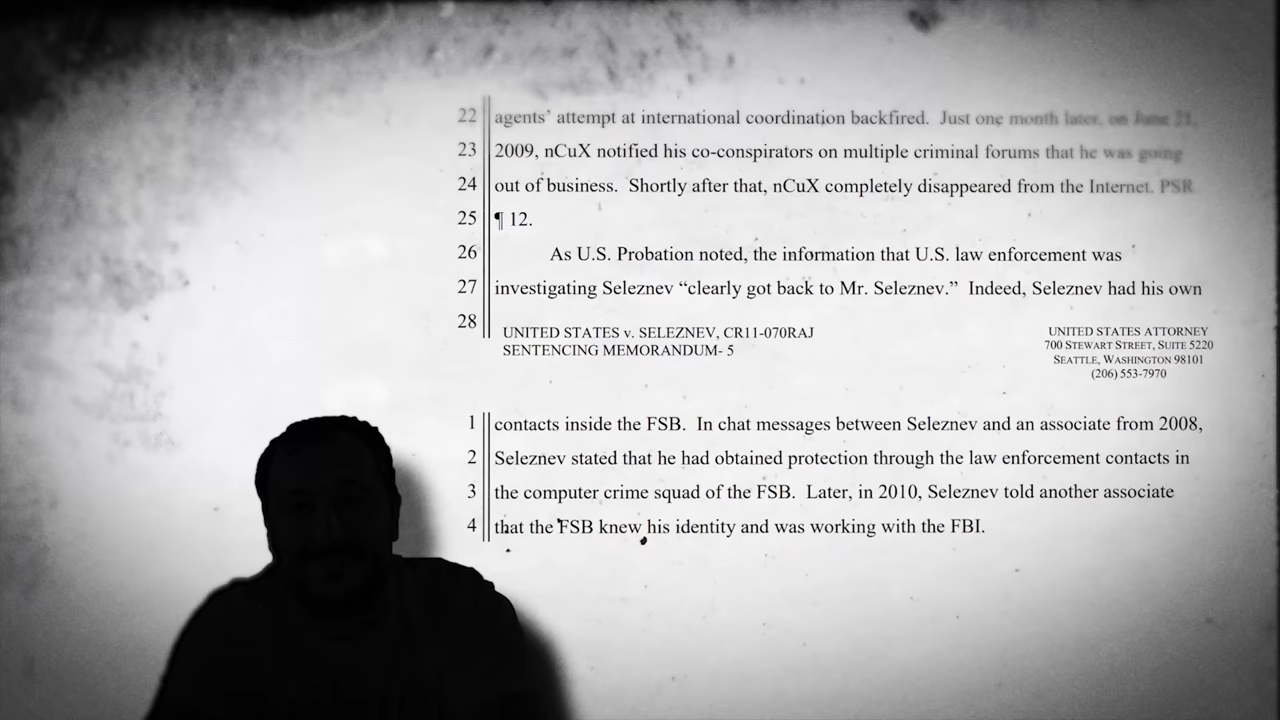 22 agents’ attempt at international coordination backfired. Just one month later, on June 21,
23 2009, nCuX notified his co-conspirators on multiple criminal forums that he was going
24 out of business. Shortly after that, nCuX completely disappeared from the Internet. PSR
25 ¶ 12.
26 As U.S. Probation noted, the information that U.S. law enforcement was
27 investigating Seleznev “clearly got back to Mr. Seleznev.” Indeed, Seleznev had his own
28
UNITED STATES v. SELEZNEV, CR11-070RAJ
SENTENCING MEMORANDUM- 5
UNITED STATES ATTORNEY
700 STEWART STREET, SUITE 5220
SEATTLE, WASHINGTON 98101
(206) 553-7970
1 contacts inside the FSB. In chat messages between Seleznev and an associate from 2008,
2 Seleznev stated that he had obtained protection through the law enforcement contacts in
3 the computer crime squad of the FSB. Later, in 2010, Seleznev told another associate
4 that the FSB knew his identity and was working with the FBI.